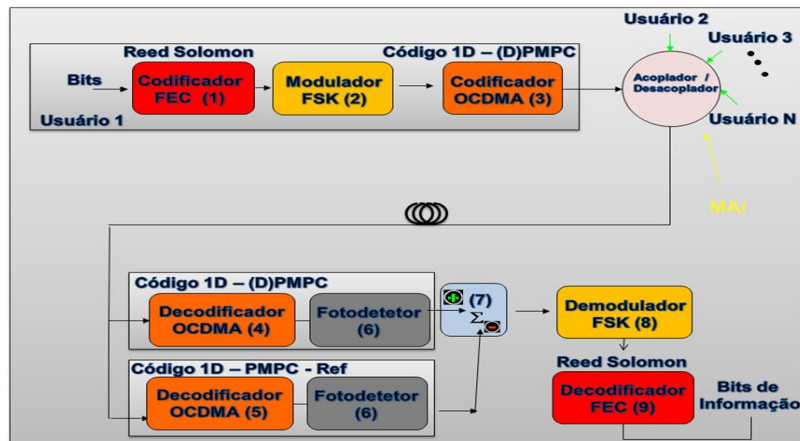 Usuário 2
Usuário 3
Reed Solomon
Código 1D – (D)PMPC
Bits
Codificador
FEC (1)
Modulador
FSK (2)
Codificador
OCDMA (3)
Acoplador /
Desacoplador
Usuário 1
Usuário N
MAI
Código 1D – (D)PMPC
Decodificador
OCDMA (4)
Fotodetetor
(6)
(7)
Σ
Demodulador
FSK (8)
Código 1D – PMPC - Ref
Decodificador
OCDMA (5)
Fotodetetor
(6)
Reed Solomon
Decodificador
FEC (9)
Bits de
Informação